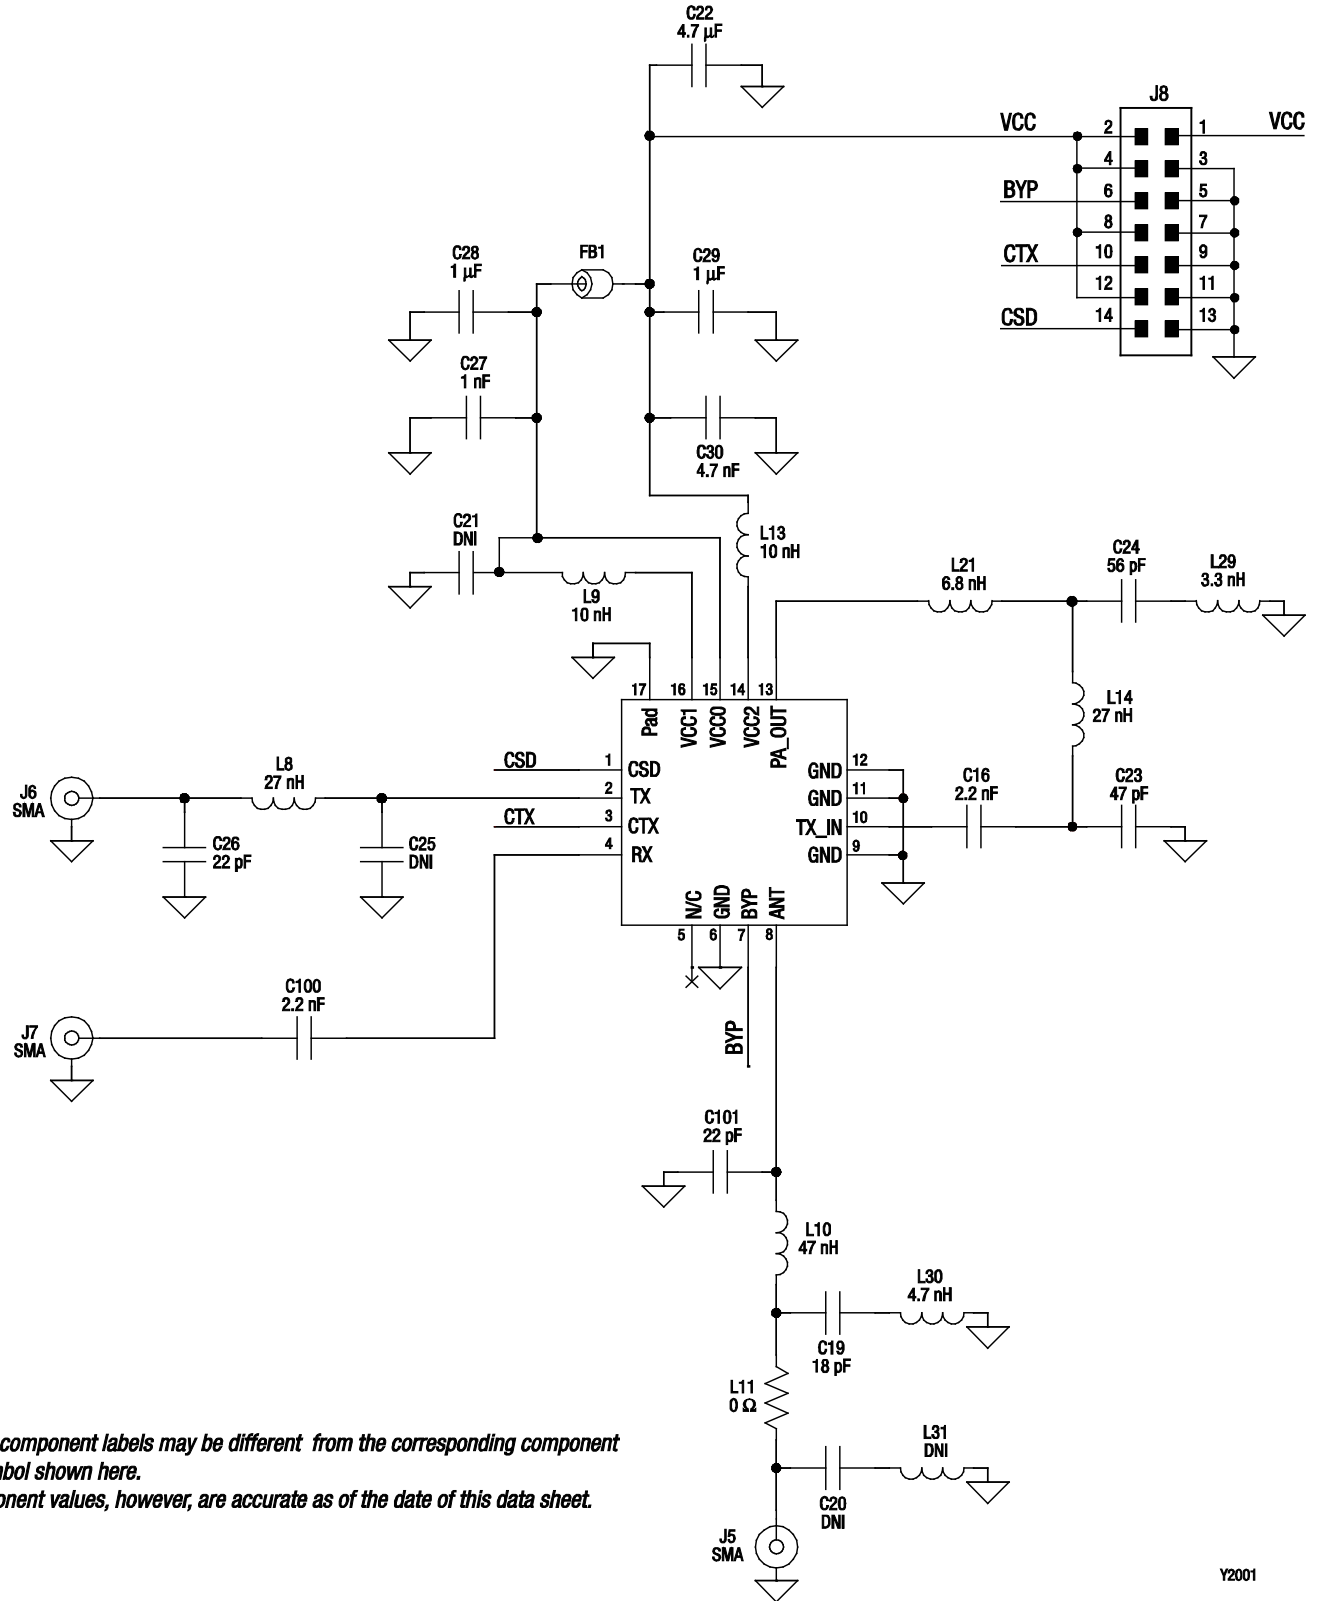 C22
4.7 µF
J8
VCC
2
1
VCC
4
3
BYP
6
5
8
7
CTX
10
9
12
11
CSD
14
13
C28
1 µF
FB1
C29
1 µF
C27
1 nF
C30
4.7 nF
C21
DNI
L13
10 nH
L9
10 nH
L21
6.8 nH
C24
56 pF
L29
3.3 nH
L14
27 nH
17
16
15
14
13
Pad
VCC1
VCC0
VCC2
PA_OUT
CSD
1
CSD
TX
2
CTX
3
CTX
4
RX
GND
12
GND
11
TX_IN
10
GND
9
J6
SMA
L8
27 nH
C26
22 pF
C25
DNI
C16
2.2 nF
C23
47 pF
N/C
GND
BYP
ANT
5
6
7
8
BYP
J7
SMA
C100
2.2 nF
C101
22 pF
L10
47 nH
L30
4.7 nH
C19
18 pF
L11
0 Ω
L31
DNI
C20
DNI
J5
SMA
component labels may be different from the corresponding component
shown here.
values, however, are accurate as of the date of this data sheet.
Y2001